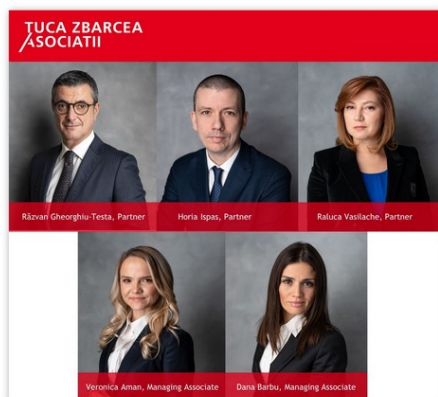 ȚUCA ZBARCEA
ASOCIATII
Răzvan Gheorghiu-Testa, Partner
Horia Ispas, Partner
Raluca Vasilache, Partner
Veronica Aman, Managing Associate
Dana Barbu, Managing Associate